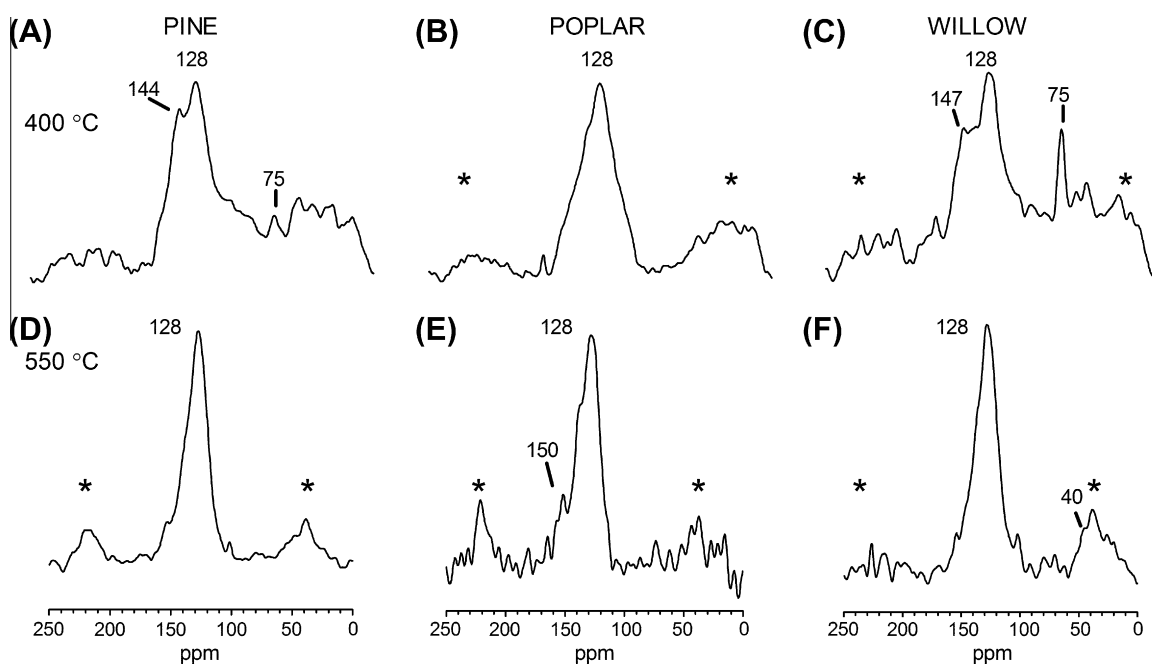 (A) PINE (B) POPLAR (C) WILLOW
128 128 128
144 147 75
400 °C
75 * * * *
(D) (E) (F)
128 128 128
550 °C
150
* * * * * 40 *
250 200 150 100 50 0 250 200 150 100 50 0 250 200 150 100 50 0
ppm ppm ppm